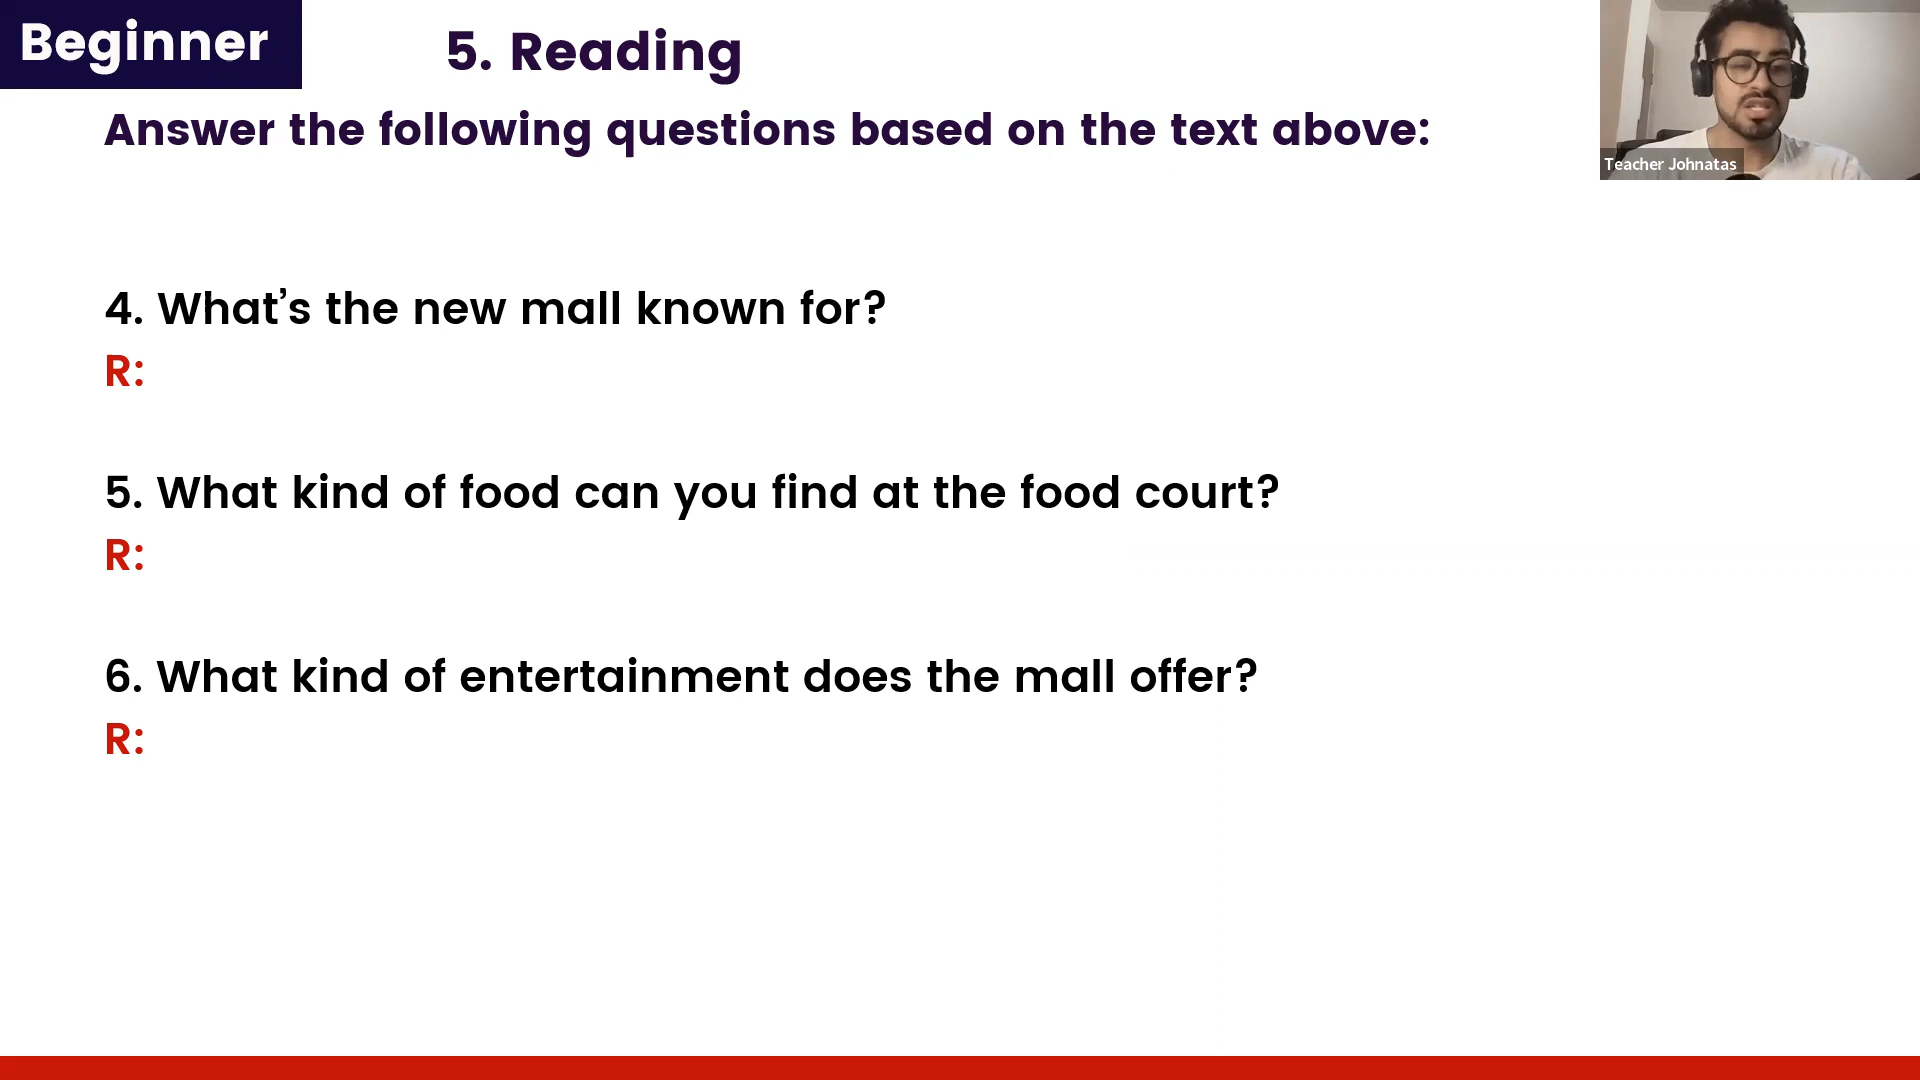 Beginner
5. Reading
Answer the following questions based on the text above:
Teacher Johnatas
4. What’s the new mall known for?
R:
5. What kind of food can you find at the food court?
R:
6. What kind of entertainment does the mall offer?
R: